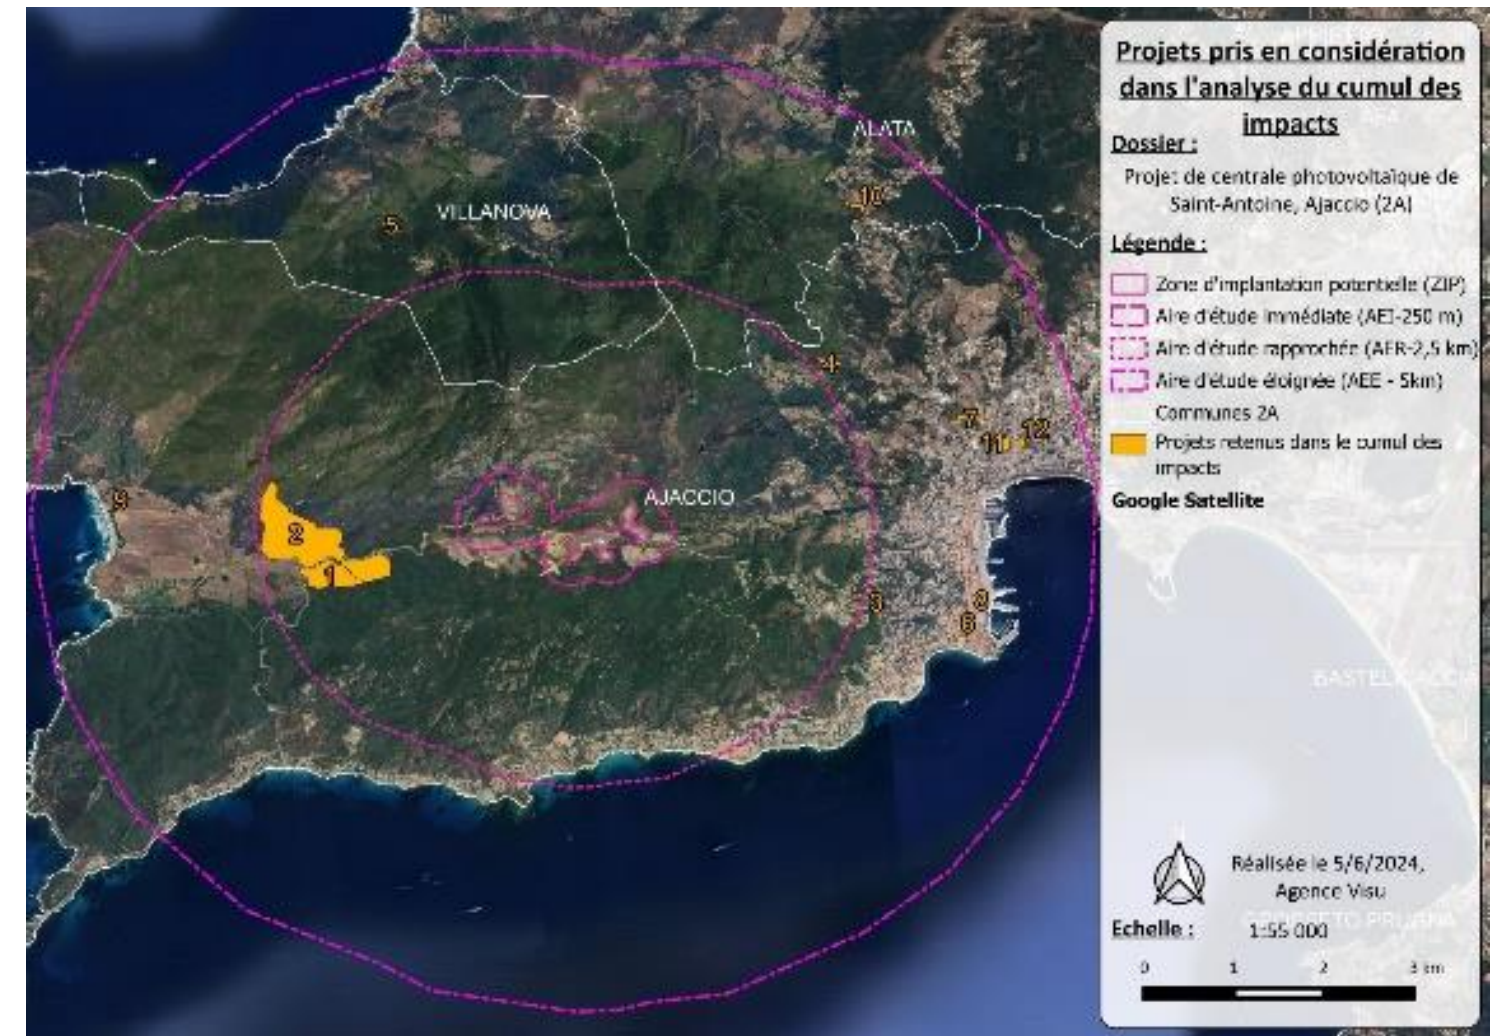 Projets pris en considération
dans l'analyse du cumul des
impacts
Dossier :
Projet de centrale photovoltaïque de
Saint-Antoine, Ajaccio (2A)
Légende :
Zone d'implantation potentielle (ZIP)
Aire d'étude immédiate (AEI-250 m)
Aire d'étude rapprochée (AER-2,5 km)
Aire d'étude éloignée (AEE - 5km)
Communes 2A
Projets retenus dans le cumul des
impacts
Google Satellite
Réalisée le 5/6/2024,
Agence Visu
Echelle :
1:55 000
0 1 2 3 km
ALATA
10
5
VILLANOVA
4
7
11
12
9
AJACCIO
2
1
3
6